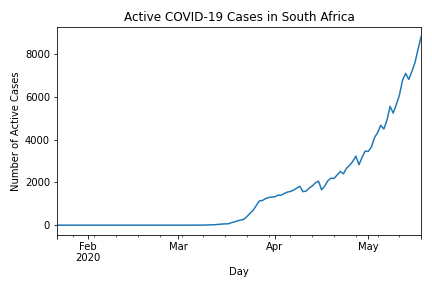 Active COVID-19 Cases in South Africa
8000
6000
4000
2000
0
Number of Active Cases
Feb
2020
Mar
Apr
May
Day